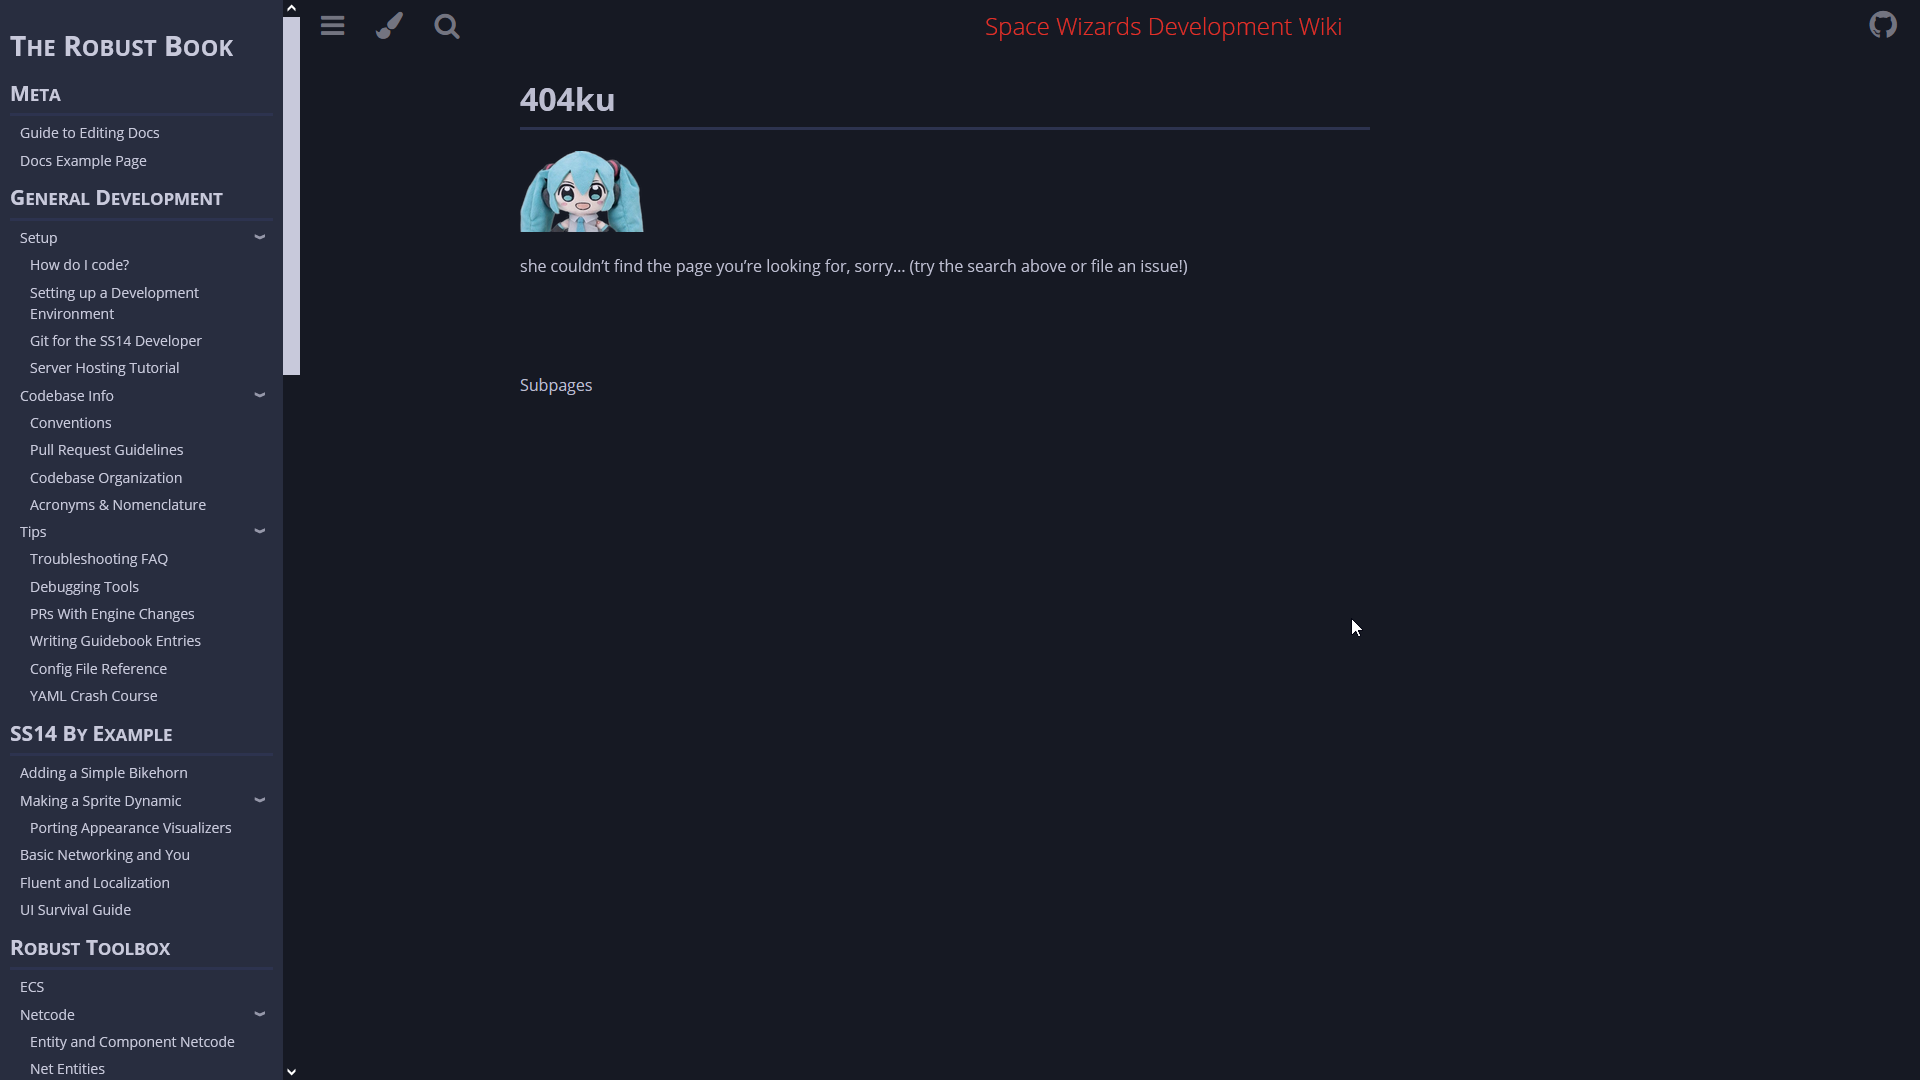 The Robust Book
Meta
Guide to Editing Docs
Docs Example Page
General Development
Setup
How do I code?
Setting up a Development
Environment
Git for the SS14 Developer
Server Hosting Tutorial
Codebase Info
Conventions
Pull Request Guidelines
Codebase Organization
Acronyms & Nomenclature
Tips
Troubleshooting FAQ
Debugging Tools
PRs With Engine Changes
Writing Guidebook Entries
Config File Reference
YAML Crash Course
SS14 By Example
Adding a Simple Bikehorn
Making a Sprite Dynamic
Porting Appearance Visualizers
Basic Networking and You
Fluent and Localization
UI Survival Guide
Robust Toolbox
ECS
Netcode
Entity and Component Netcode
Net Entities
Space Wizards Development Wiki
404ku
she couldn’t find the page you’re looking for, sorry… (try the search above or file an issue!)
Subpages